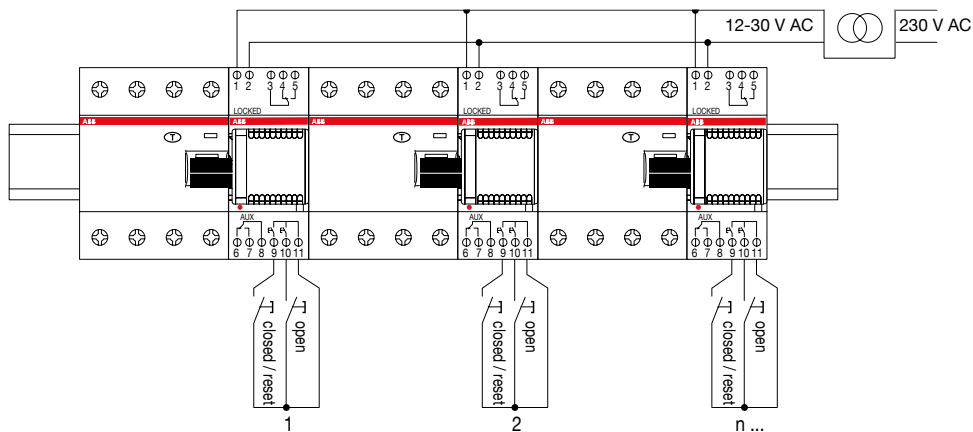 12-30 V AC 230 V AC
1 2 3 4 5 1 2 3 4 5 1 2 3 4 5
LOCKED LOCKED LOCKED
ABB ABB ABB ABB ABB ABB
T T T
AUX AUX AUX
6 7 8 9 10 11 6 7 8 9 10 11 6 7 8 9 10 11
closed / reset open closed / reset open closed / reset open
1 2 n ...